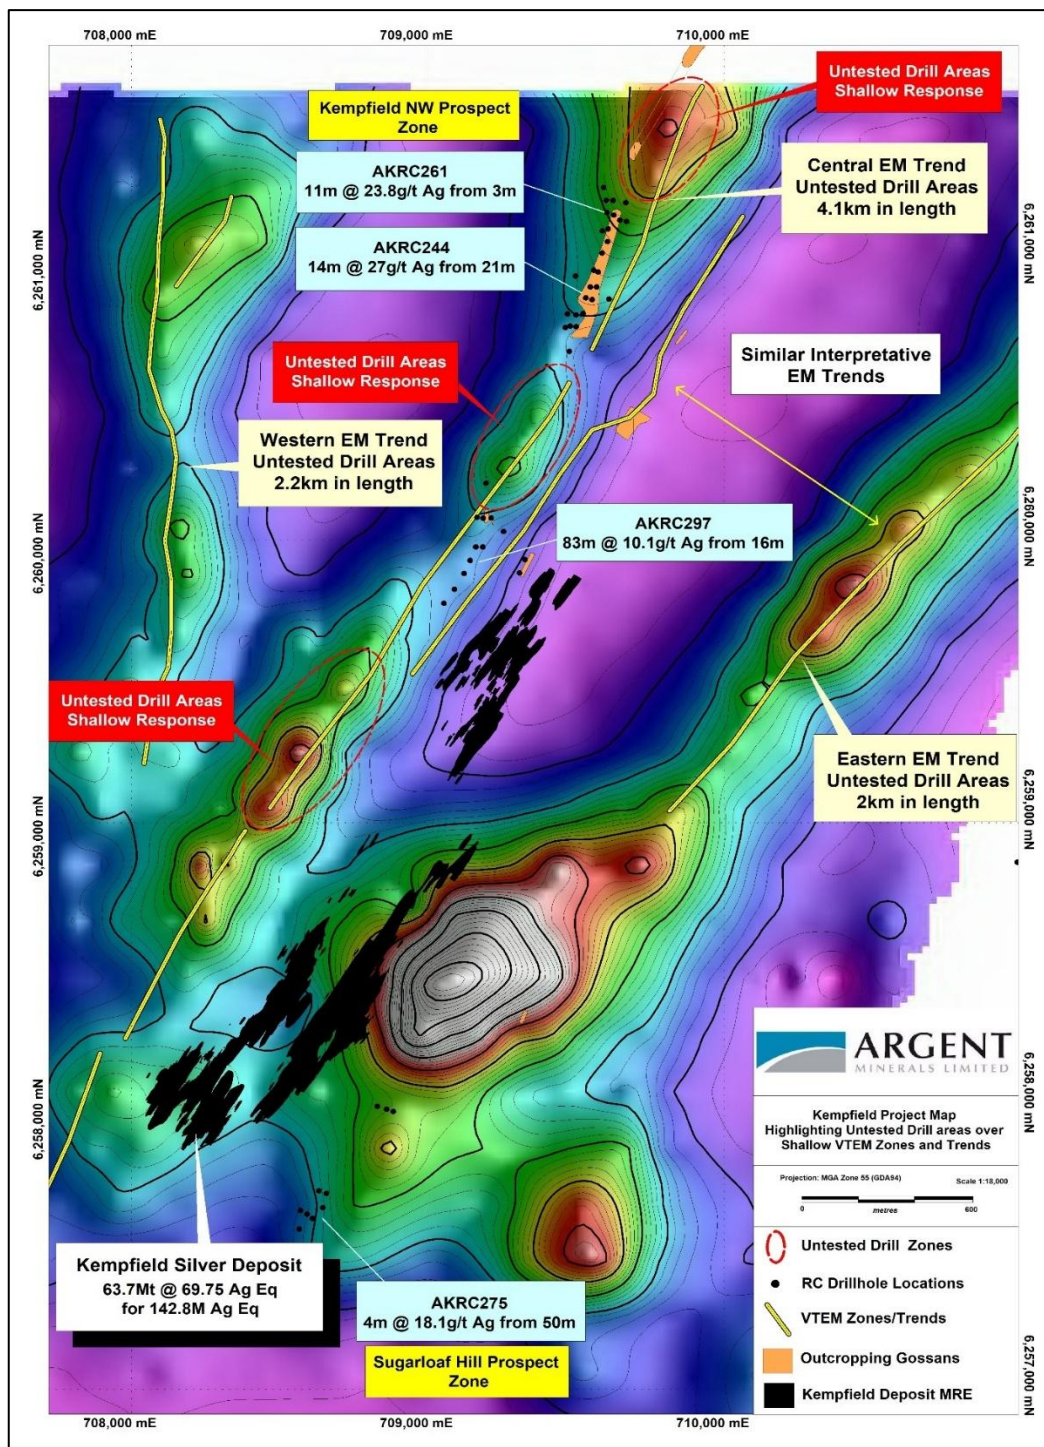 708,000 mE
709,000 mE
710,000 mE
Untested Drill Areas
Shallow Response
Kempfield NW Prospect
Zone
AKRC261
11m @ 23.8g/t Ag from 3m
Central EM Trend
Untested Drill Areas
4.1km in length
6,261,000 mN
6,261,000 mN
AKRC244
14m @ 27g/t Ag from 21m
Untested Drill Areas
Shallow Response
Similar Interpretative
EM Trends
Western EM Trend
Untested Drill Areas
2.2km in length
6,260,000 mN
6,260,000 mN
AKRC297
83m @ 10.1g/t Ag from 16m
Untested Drill Areas
Shallow Response
Eastern EM Trend
Untested Drill Areas
2km in length
6,259,000 mN
6,259,000 mN
ARGENT
MINERALS LIMITED
6,258,000 mN
6,258,000 mN
Kempfield Project Map
Highlighting Untested Drill areas over
Shallow VTEM Zones and Trends
Projection: MGA Zone 55 (GDA94)
Scale 1:18,000
0 metres 600
Untested Drill Zones
RC Drillhole Locations
VTEM Zones/Trends
Outcropping Gossans
Kempfield Deposit MRE
Kempfield Silver Deposit
63.7Mt @ 69.75 Ag Eq
for 142.8M Ag Eq
AKRC275
4m @ 18.1g/t Ag from 50m
Sugarloaf Hill Prospect
Zone
6,257,000 mN
708,000 mE
709,000 mE
710,000 mE